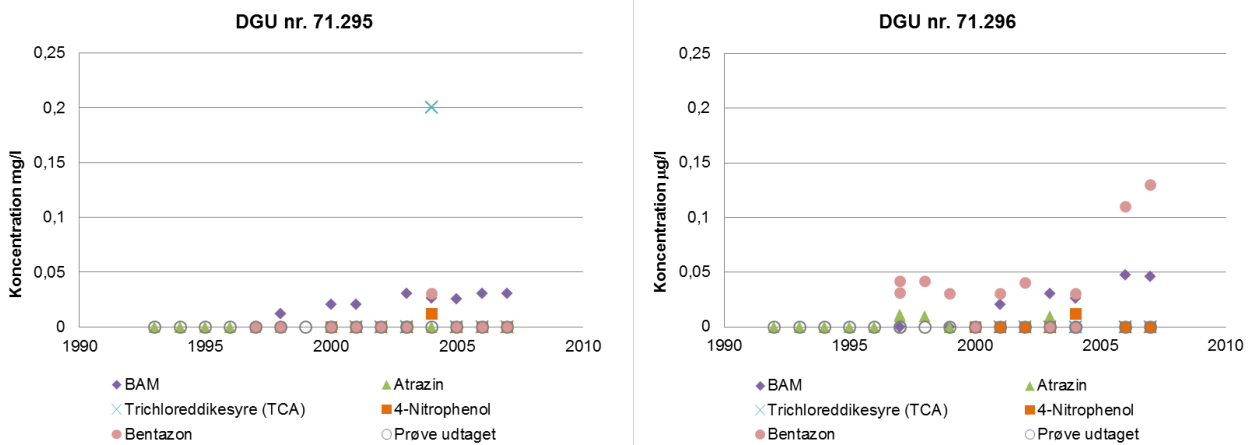 DGU nr. 71.295
Koncentration mg/l
0,25
0,2
0,15
0,1
0,05
0
1990 1995 2000 2005 2010
BAM Atrazin
Trichloreddikesyre (TCA) 4-Nitrophenol
Bentazon Prøve udtaget
DGU nr. 71.296
Koncentration µg/l
0,25
0,2
0,15
0,1
0,05
0
1990 1995 2000 2005 2010
BAM Atrazin
Trichloreddikesyre (TCA) 4-Nitrophenol
Bentazon Prøve udtaget